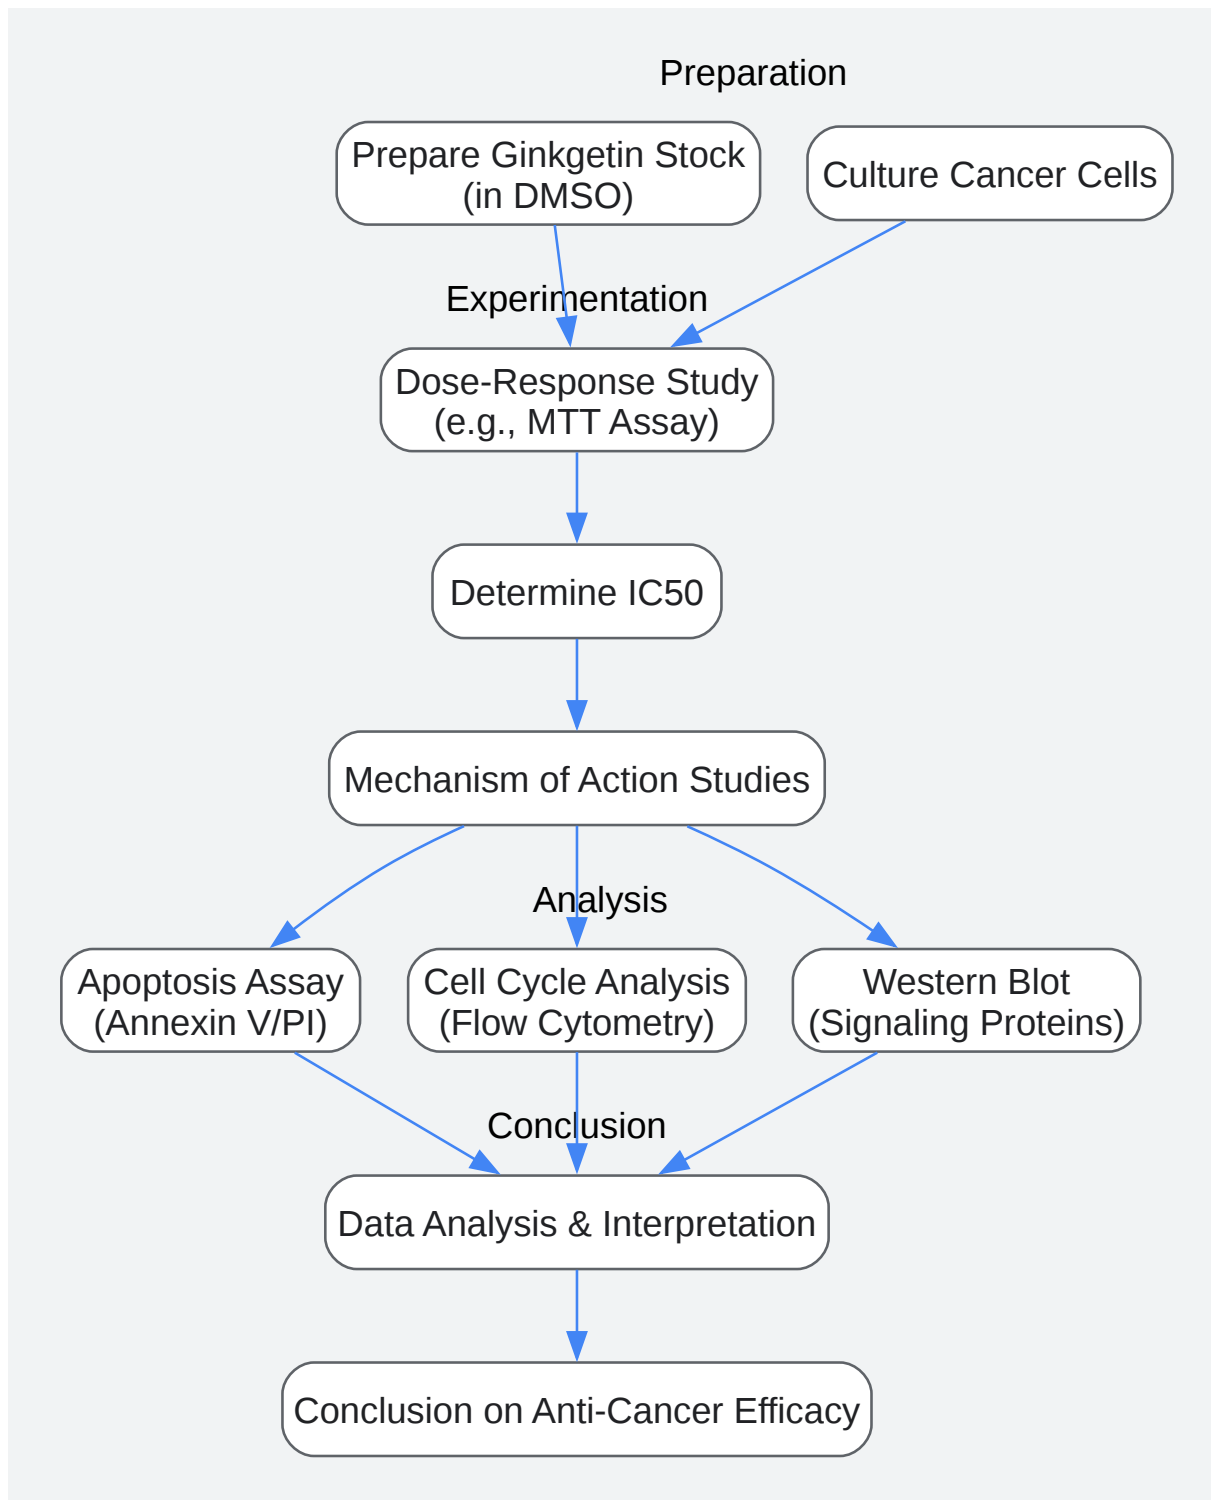 Preparation
Prepare Ginkgetin Stock
(in DMSO)
Culture Cancer Cells
Experimentation
Dose-Response Study
(e.g., MTT Assay)
Determine IC50
Mechanism of Action Studies
Analysis
Apoptosis Assay
(Annexin V/PI)
Cell Cycle Analysis
(Flow Cytometry)
Western Blot
(Signaling Proteins)
Conclusion
Data Analysis & Interpretation
Conclusion on Anti-Cancer Efficacy